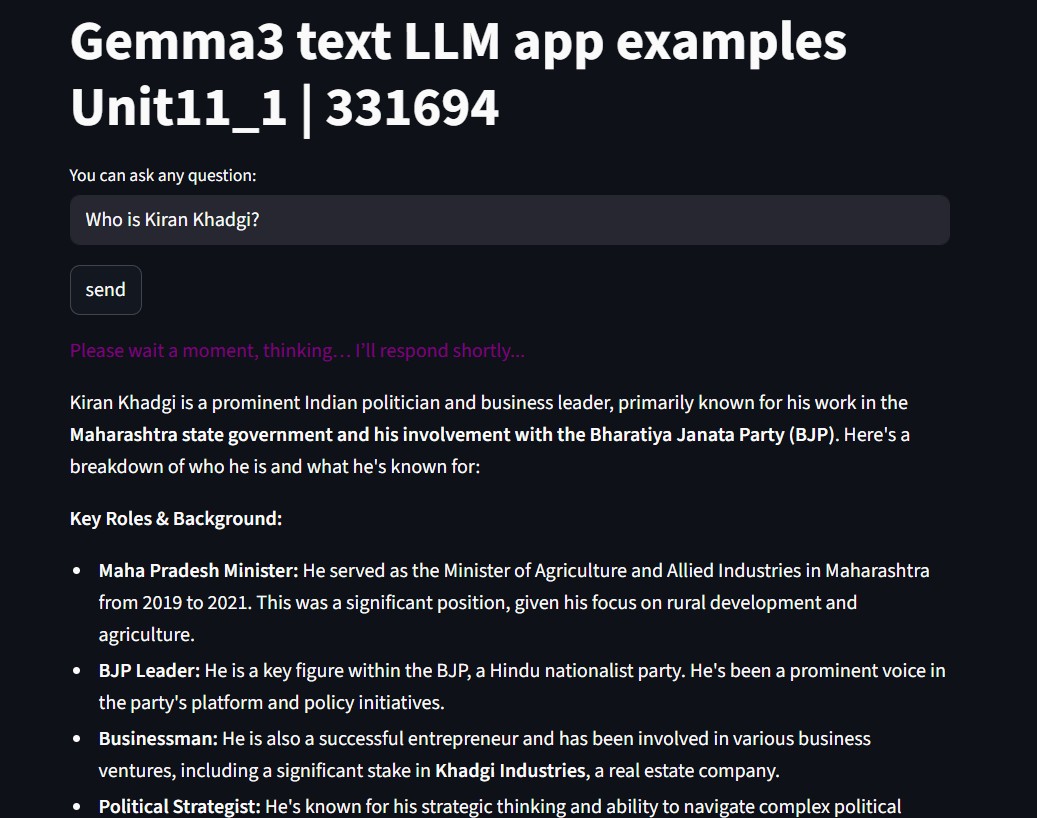 Gemma3 text LLM app examples
Unit11_1 | 331694
You can ask any question:
Who is Kiran Khadgi?
send
Please wait a moment, thinking… I’ll respond shortly...
Kiran Khadgi is a prominent Indian politician and business leader, primarily known for his work in the
Maharashtra state government and his involvement with the Bharatiya Janata Party (BJP). Here's a
breakdown of who he is and what he's known for:
Key Roles & Background:
• Maha Pradesh Minister: He served as the Minister of Agriculture and Allied Industries in Maharashtra
from 2019 to 2021. This was a significant position, given his focus on rural development and
agriculture.
• BJP Leader: He is a key figure within the BJP, a Hindu nationalist party. He's been a prominent voice in
the party's platform and policy initiatives.
• Businessman: He is also a successful entrepreneur and has been involved in various business
ventures, including a significant stake in Khadgi Industries, a real estate company.
• Political Strategist: He's known for his strategic thinking and ability to navigate complex political